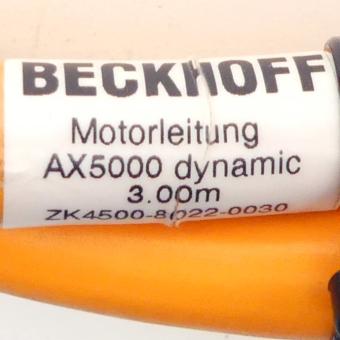 BECKHOFF
Motorleitung
AX5000 dynamic
3.00m
ZK4500-8022-0030